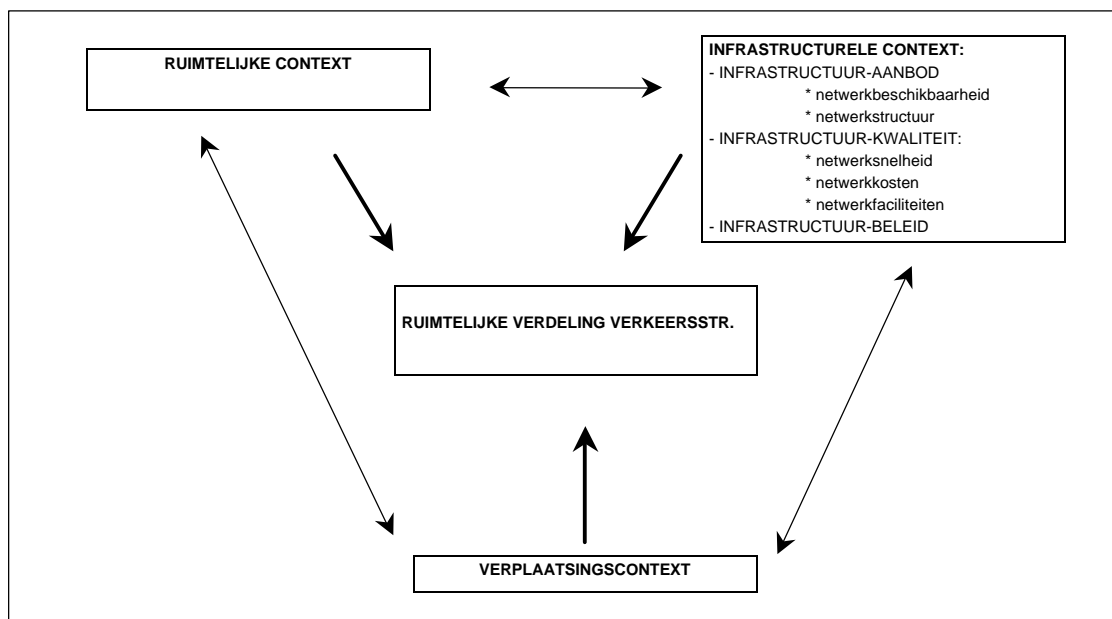 RUIMTELIJKE CONTEXT
INFRASTRUCTURELE CONTEXT:
- INFRASTRUCTUUR-AANBOD
* netwerkbeschikbaarheid
* netwerkstructuur
- INFRASTRUCTUUR-KWALITEIT:
* netwerksnelheid
* netwerkkosten
* netwerkfaciliteiten
- INFRASTRUCTUUR-BELEID
RUIMTELIJKE VERDELING VERKEERSSTR.
VERPLAATSINGSCONTEXT